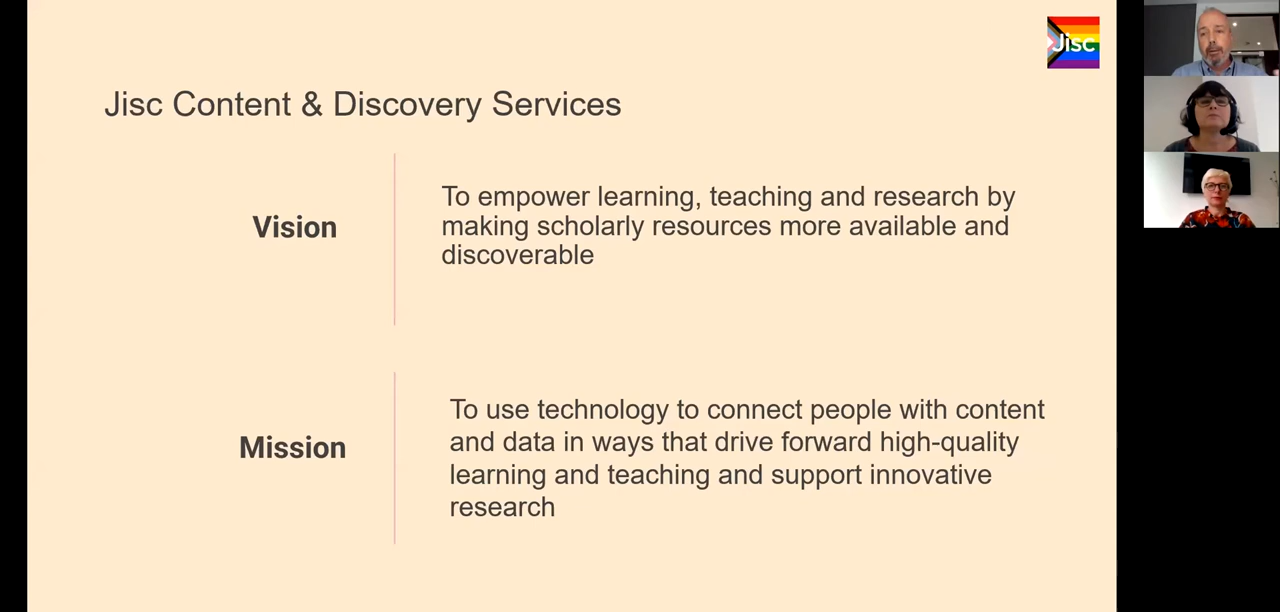 Jisc
Jisc Content & Discovery Services
Vision
To empower learning, teaching and research by
making scholarly resources more available and
discoverable
Mission
To use technology to connect people with content
and data in ways that drive forward high-quality
learning and teaching and support innovative
research